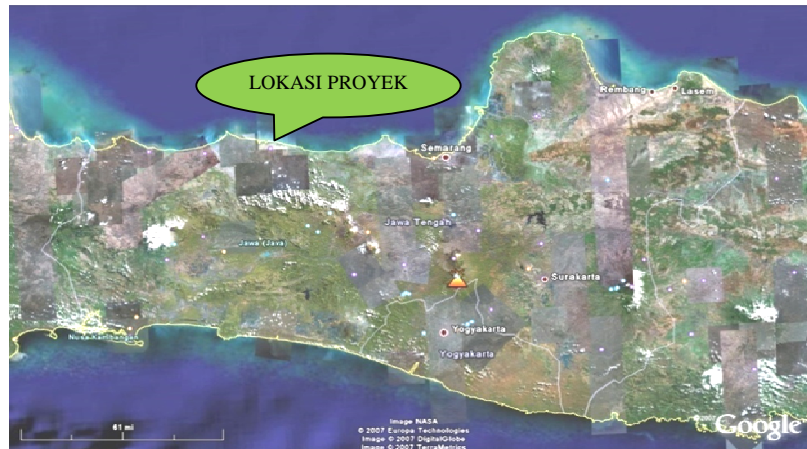 LOKASI PROYEK
Rembang
Lasem
Semarang
Jawa Tengah
Jawa (Java)
Surakarta
Nusa Kambangan
Yogyakarta
Yogyakarta
61 mi
Image NASA
© 2007 Europa Technologies
Image © 2007 DigitalGlobe
Image © 2007 TerraMetrics
© 2007 Google